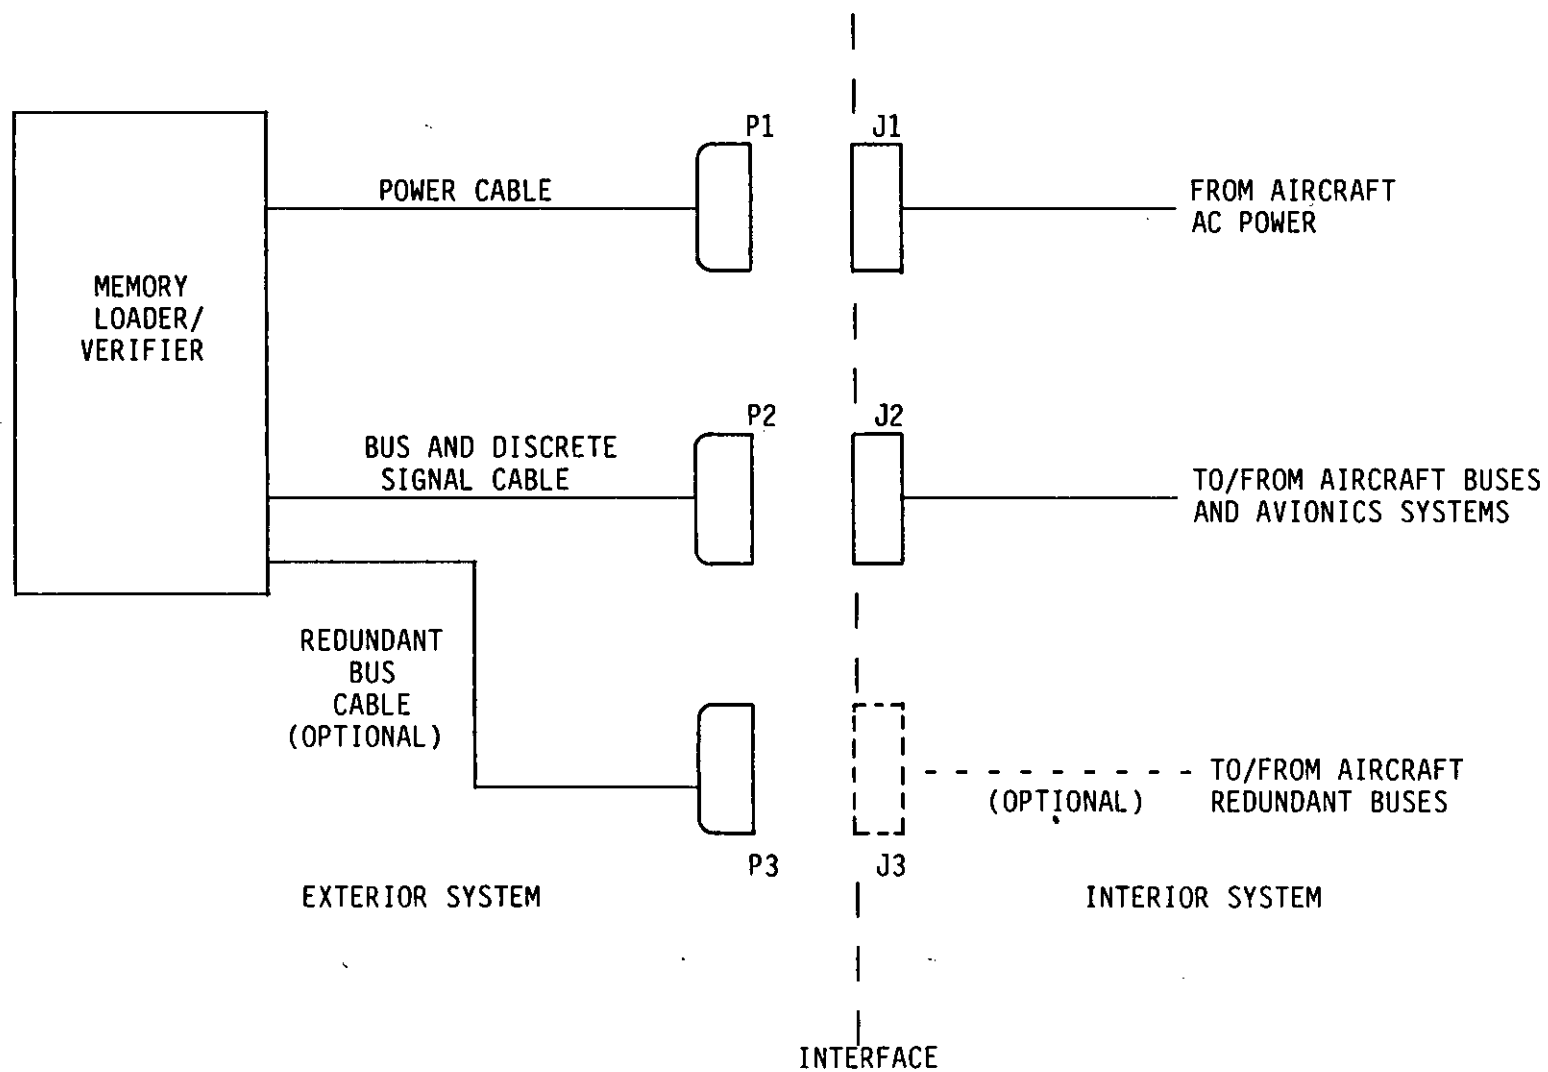 P1
J1
POWER CABLE
FROM AIRCRAFT
AC POWER
MEMORY
LOADER/
VERIFIER
P2
J2
BUS AND DISCRETE
SIGNAL CABLE
TO/FROM AIRCRAFT BUSES
AND AVIONICS SYSTEMS
REDUNDANT
BUS
CABLE
(OPTIONAL)
TO/FROM AIRCRAFT
REDUNDANT BUSES
(OPTIONAL)
P3
J3
EXTERIOR SYSTEM
INTERIOR SYSTEM
INTERFACE